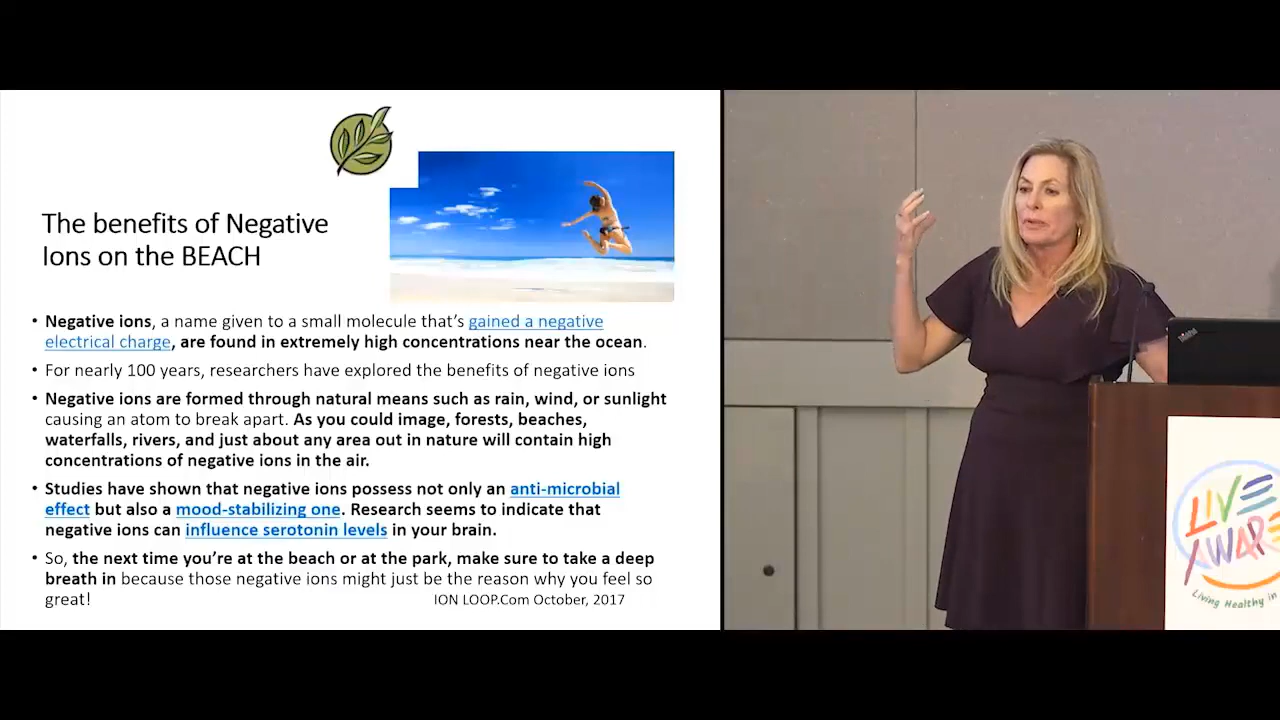 The benefits of Negative
Ions on the BEACH
• Negative ions, a name given to a small molecule that's gained a negative
electrical charge, are found in extremely high concentrations near the ocean.
• For nearly 100 years, researchers have explored the benefits of negative ions
• Negative ions are formed through natural means such as rain, wind, or sunlight
causing an atom to break apart. As you could image, forests, beaches,
waterfalls, rivers, and just about any area out in nature will contain high
concentrations of negative ions in the air.
• Studies have shown that negative ions possess not only an anti-microbial
effect but also a mood-stabilizing one. Research seems to indicate that
negative ions can influence serotonin levels in your brain.
• So, the next time you're at the beach or at the park, make sure to take a deep
breath in because those negative ions might just be the reason why you feel so
great!
ION LOOP.Com October, 2017
ThinkPad
LIVE
AWARE
Living Healthy in